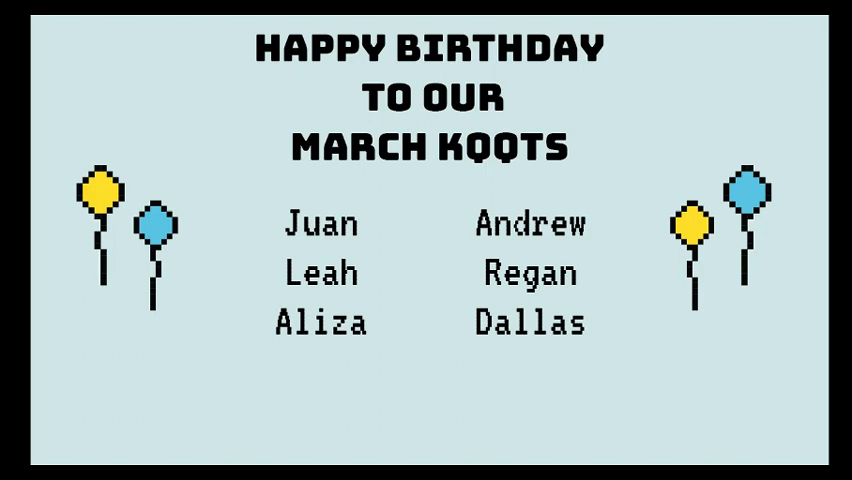 HAPPY BIRTHDAY
TO OUR
MARCH KQQTS
Juan Andrew
Leah Regan
Aliza Dallas